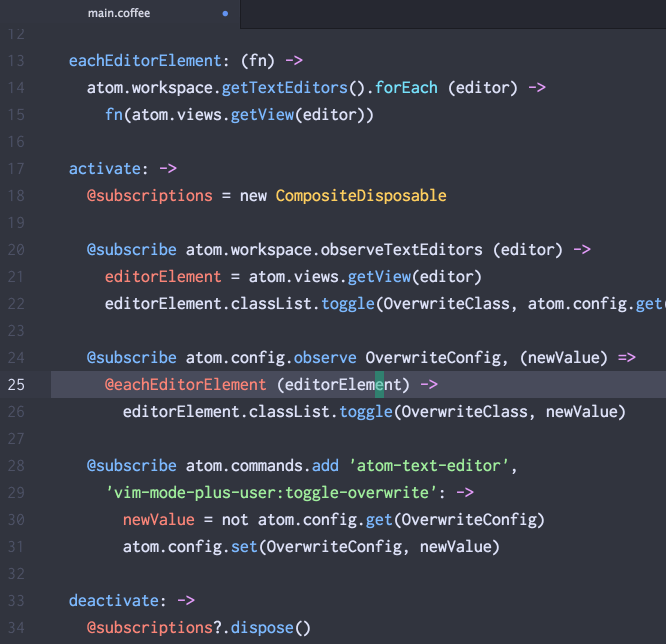 main.coffee
12
13 eachEditorElement: (fn) ->
14 atom.workspace.getTextEditors().forEach (editor) ->
15 fn(atom.views.getView(editor))
16
17 activate: ->
18 @subscriptions = new CompositeDisposable
19
20 @subscribe atom.workspace.observeTextEditors (editor) ->
21 editorElement = atom.views.getView(editor)
22 editorElement.classList.toggle(OverwriteClass, atom.config.get(
23
24 @subscribe atom.config.observe OverwriteConfig, (newValue) =>
25 @eachEditorElement (editorElement) ->
26 editorElement.classList.toggle(OverwriteClass, newValue)
27
28 @subscribe atom.commands.add 'atom-text-editor',
29 'vim-mode-plus-user:toggle-overwrite': ->
30 newValue = not atom.config.get(OverwriteConfig)
31 atom.config.set(OverwriteConfig, newValue)
32
33 deactivate: ->
34 @subscriptions?.dispose()